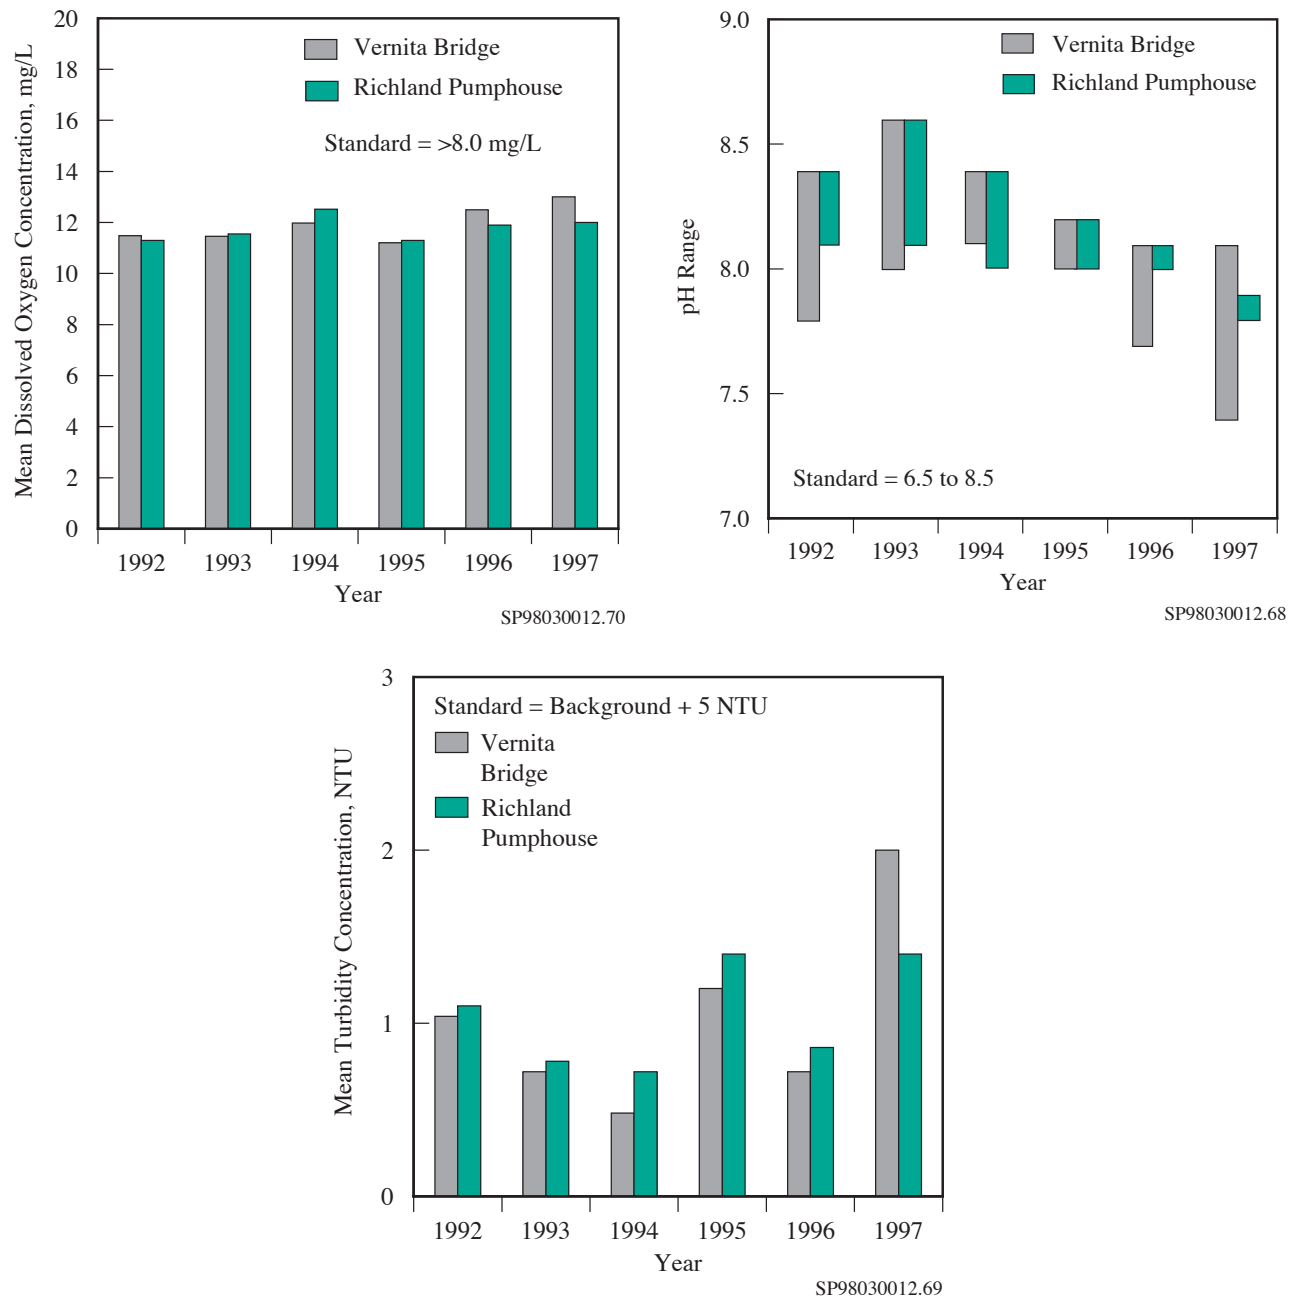 Mean Dissolved Oxygen Concentration, mg/L
20
18
16
14
12
10
8
6
4
2
0
Vernita Bridge
Richland Pumphouse
Standard = >8.0 mg/L
1992 1993 1994 1995 1996 1997
Year
SP98030012.70
pH Range
9.0
8.5
8.0
7.5
7.0
Vernita Bridge
Richland Pumphouse
Standard = 6.5 to 8.5
1992 1993 1994 1995 1996 1997
Year
SP98030012.68
Mean Turbidity Concentration, NTU
3
2
1
0
Standard = Background + 5 NTU
Vernita
Bridge
Richland
Pumphouse
1992 1993 1994 1995 1996 1997
Year
SP98030012.69